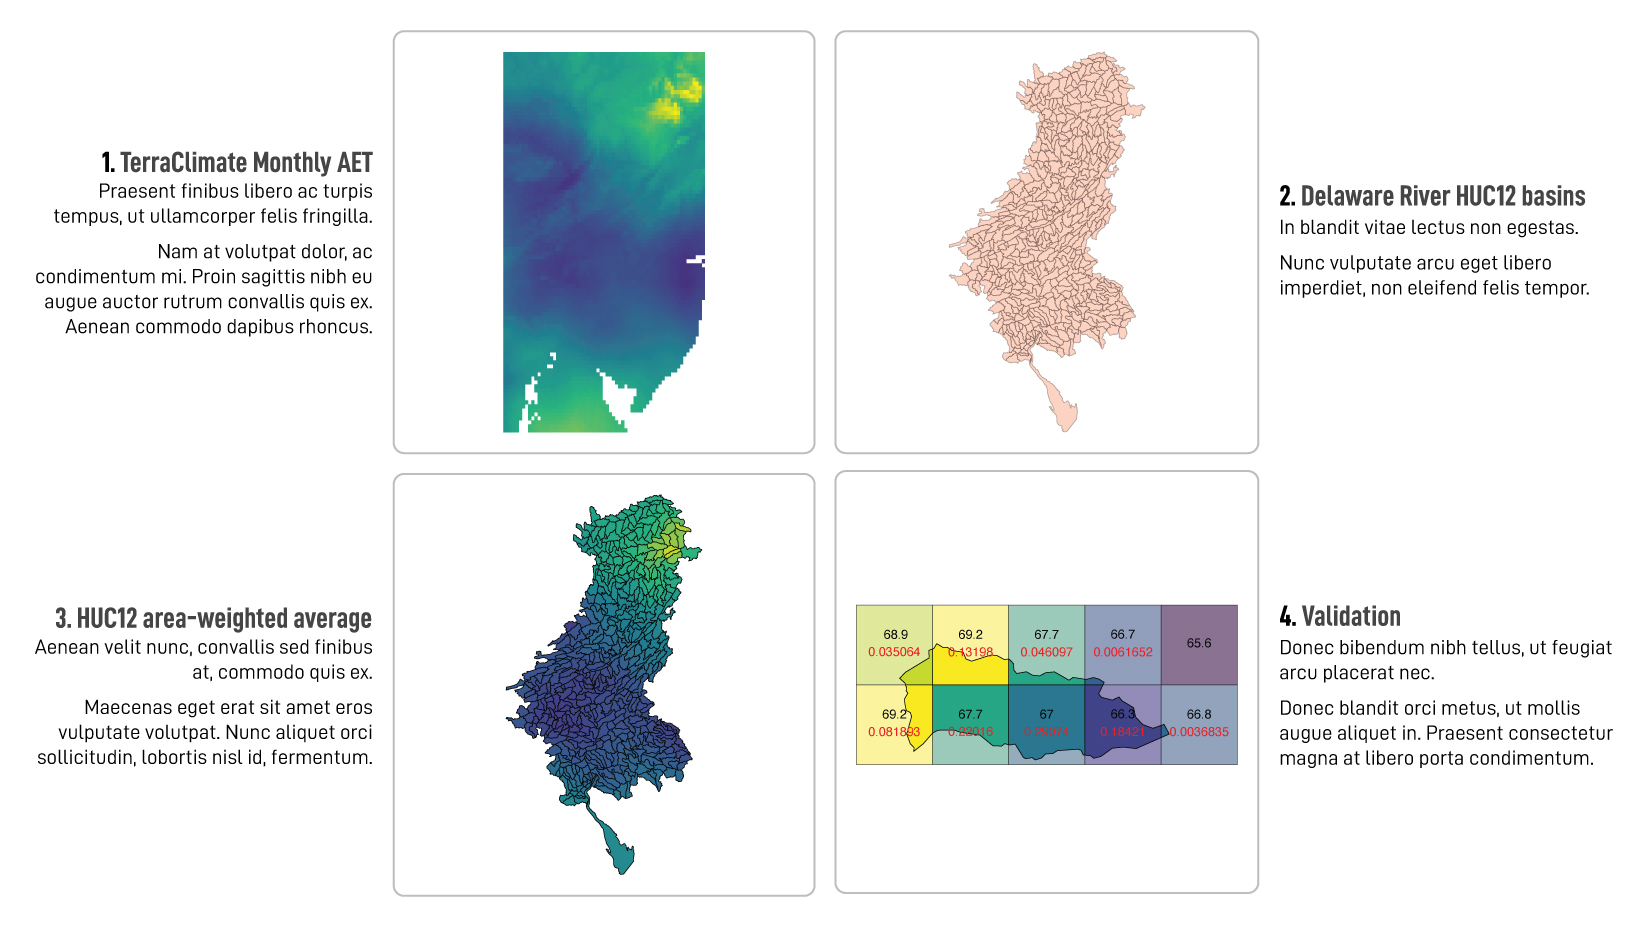 1. TerraClimate Monthly AET
Praesent finibus libero ac turpis
tempus, ut ullamcorper felis fringilla.
Nam at volutpat dolor, ac
condimentum mi. Proin sagittis nibh eu
augue auctor rutrum convallis quis ex.
Aenean commodo dapibus rhoncus.
2. Delaware River HUC12 basins
In blandit vitae lectus non egestas.
Nunc vulputate arcu eget libero
imperdiet, non eleifend felis tempor.
3. HUC12 area-weighted average
Aenean velit nunc, convallis sed finibus
at, commodo quis ex.
Maecenas eget erat sit amet eros
vulputate volutpat. Nunc aliquet orci
sollicitudin, lobortis nisl id, fermentum.
68.9 69.2 67.7 66.7 65.6
0.035064 0.13198 0.046097 0.0061652
69.2 67.7 67 66.3 66.8
0.081893 0.22016 0.18421 0.0036835
4. Validation
Donec bibendum nibh tellus, ut feugiat
arcu placerat nec.
Donec blandit orci metus, ut mollis
augue aliquet in. Praesent consectetur
magna at libero porta condimentum.